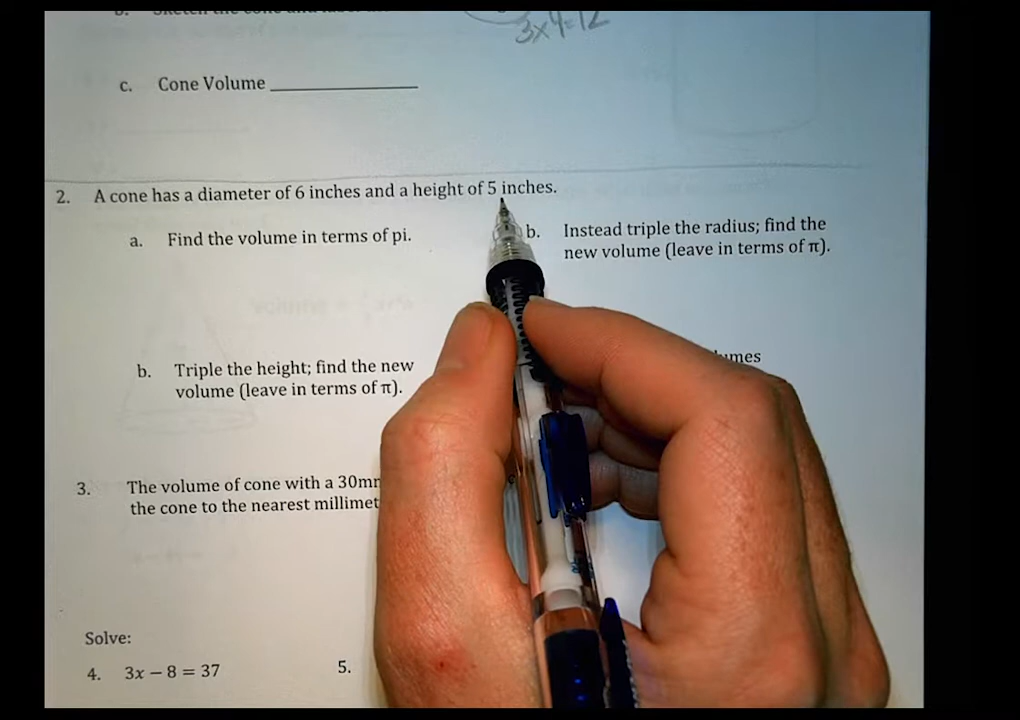 3x4=12
c. Cone Volume
2. A cone has a diameter of 6 inches and a height of 5 inches.
a. Find the volume in terms of pi.
b. Instead triple the radius; find the
new volume (leave in terms of π).
b. Triple the height; find the new
volume (leave in terms of π).
3. The volume of cone with a 30m
the cone to the nearest millimet
Solve:
4. 3x – 8 = 37
5.